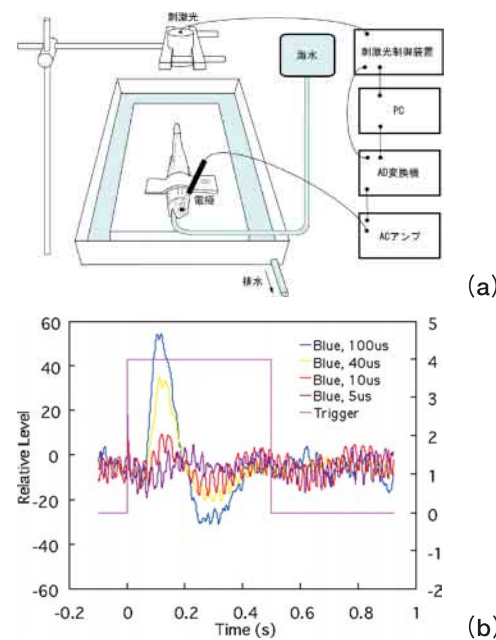 刺激光
海水
刺激光制御装置
PC
AD変換機
ACアンプ
電極
排水
(a)
60
40
20
0
-20
-40
-60
Relative Level
5
4
3
2
1
0
-1
-2
Blue, 100us
Blue, 40us
Blue, 10us
Blue, 5us
Trigger
-0.2
0
0.2
0.4
0.6
0.8
1
Time (s)
(b)